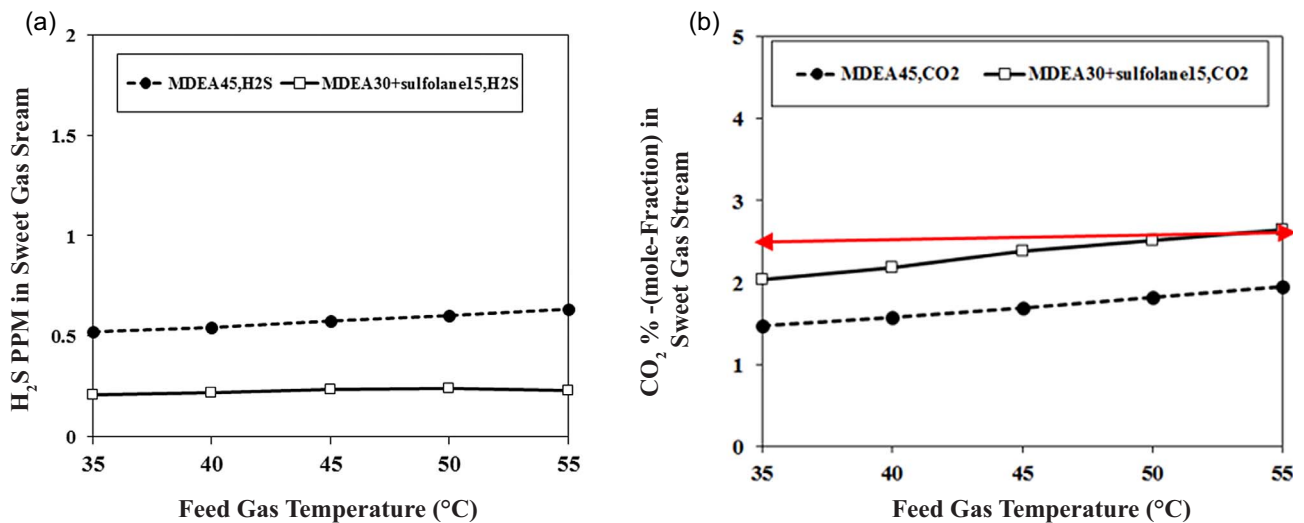 (a)
H₂S PPM in Sweet Gas Sream
2
1.5
1
0.5
0
MDEA45,H2S
MDEA30+sulfolane15,H2S
35 40 45 50 55
Feed Gas Temperature (°C)
(b)
CO₂ % -(mole-Fraction) in
Sweet Gas Stream
5
4
3
2
1
0
MDEA45,CO2
MDEA30+sulfolane15,CO2
35 40 45 50 55
Feed Gas Temperature (°C)